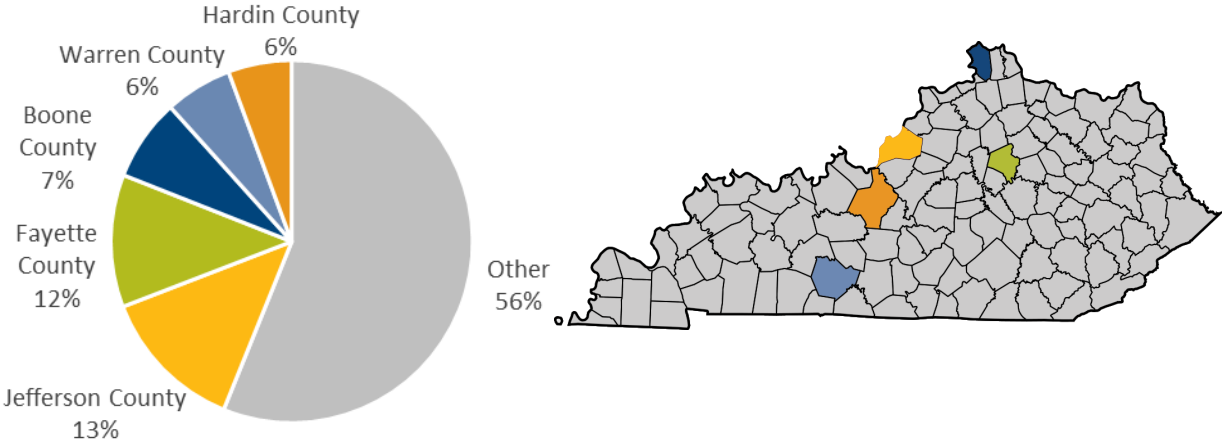 Hardin County
6%
Warren County
6%
Boone
County
7%
Fayette
County
12%
Jefferson County
13%
Other
56%